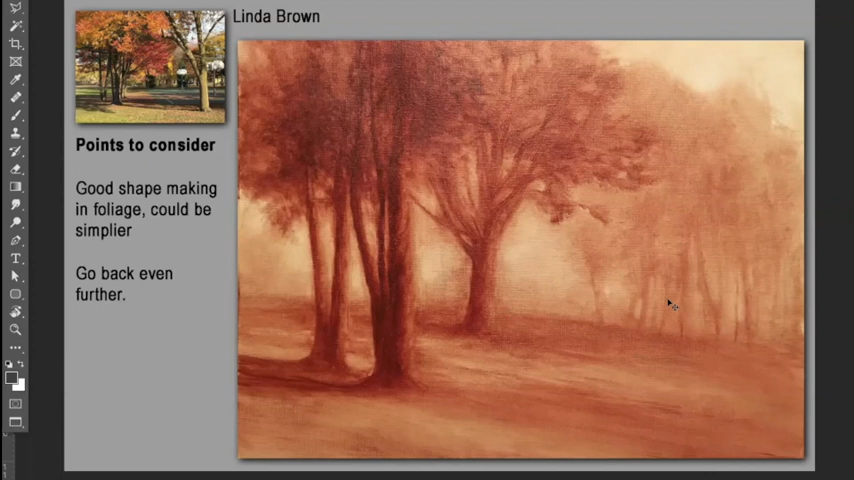 Linda Brown
Points to consider
Good shape making
in foliage, could be
simplier
Go back even
further.